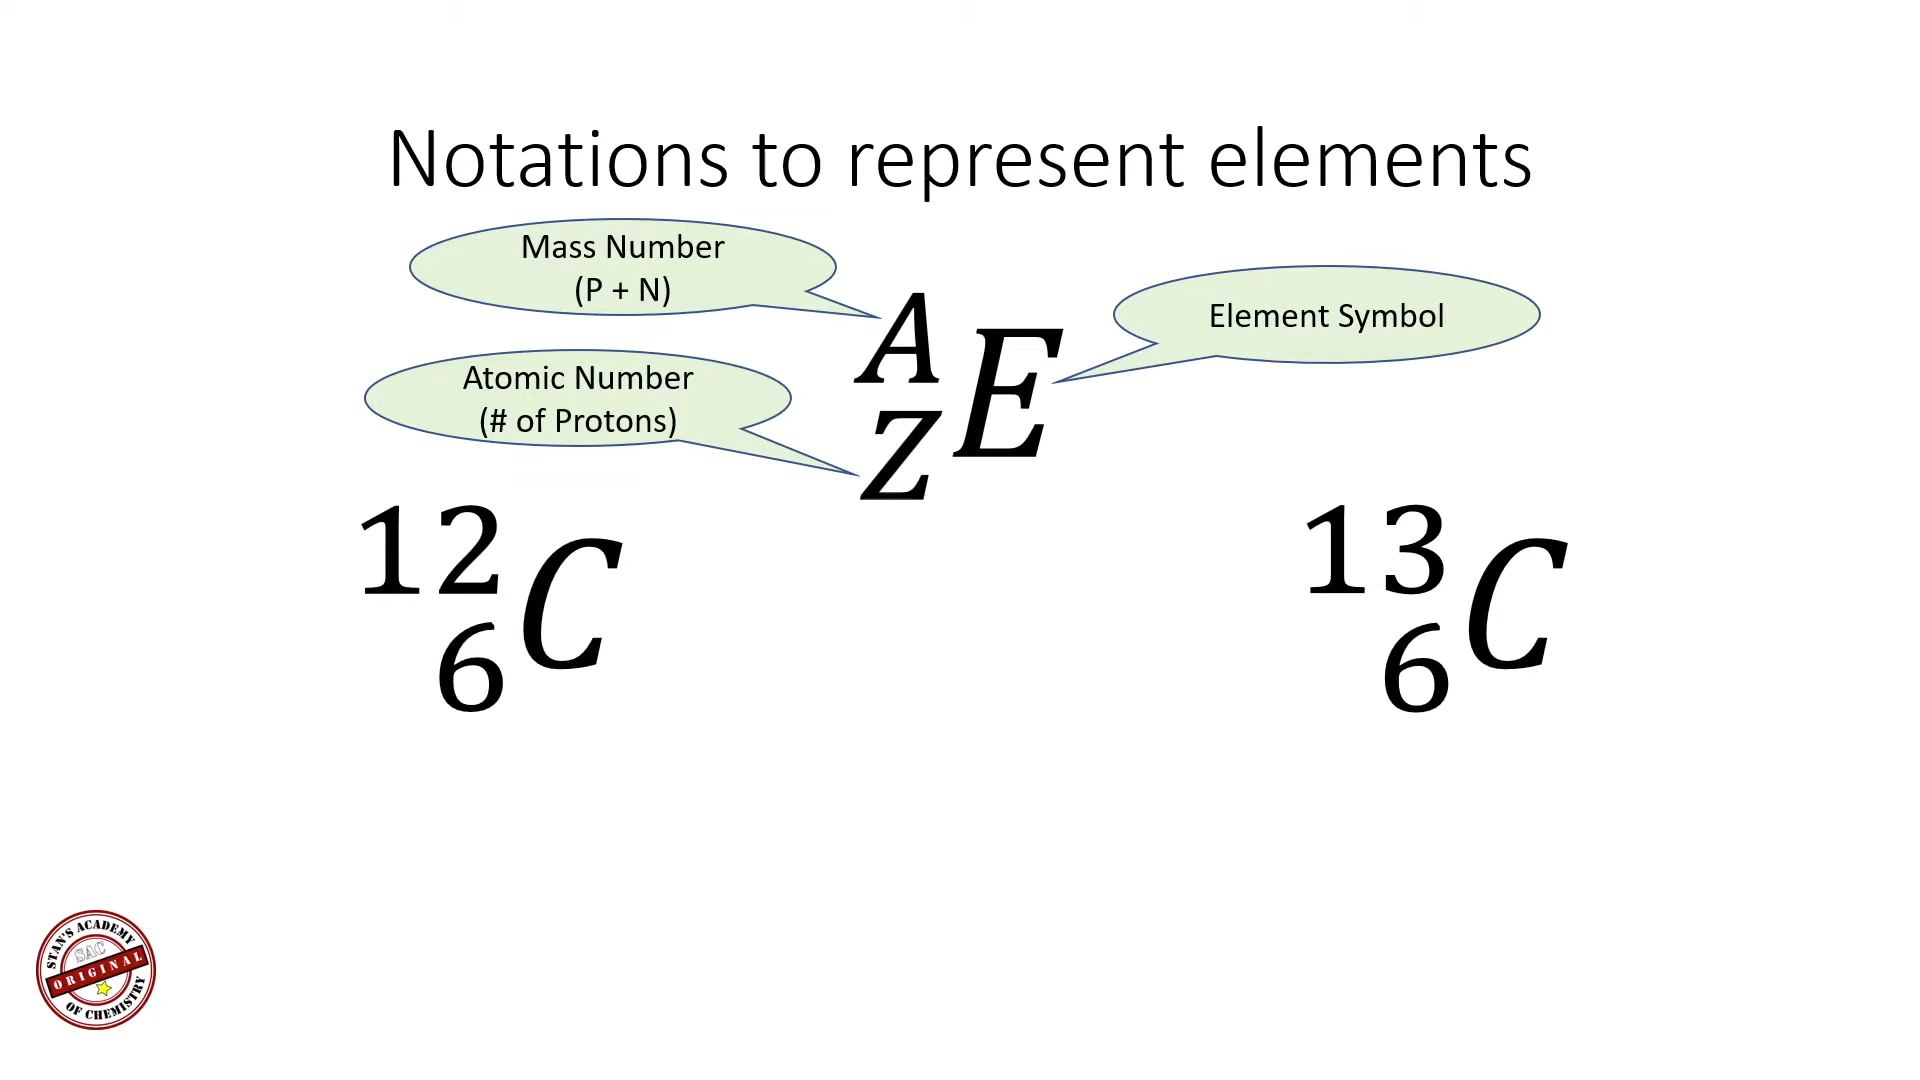 Notations to represent elements
Mass Number
(P + N)
Element Symbol
Atomic Number
(# of Protons)
A
Z
E
12
6
C
13
6
C
STAN'S ACADEMY
SAC
ORIGINAL
OF CHEMISTRY